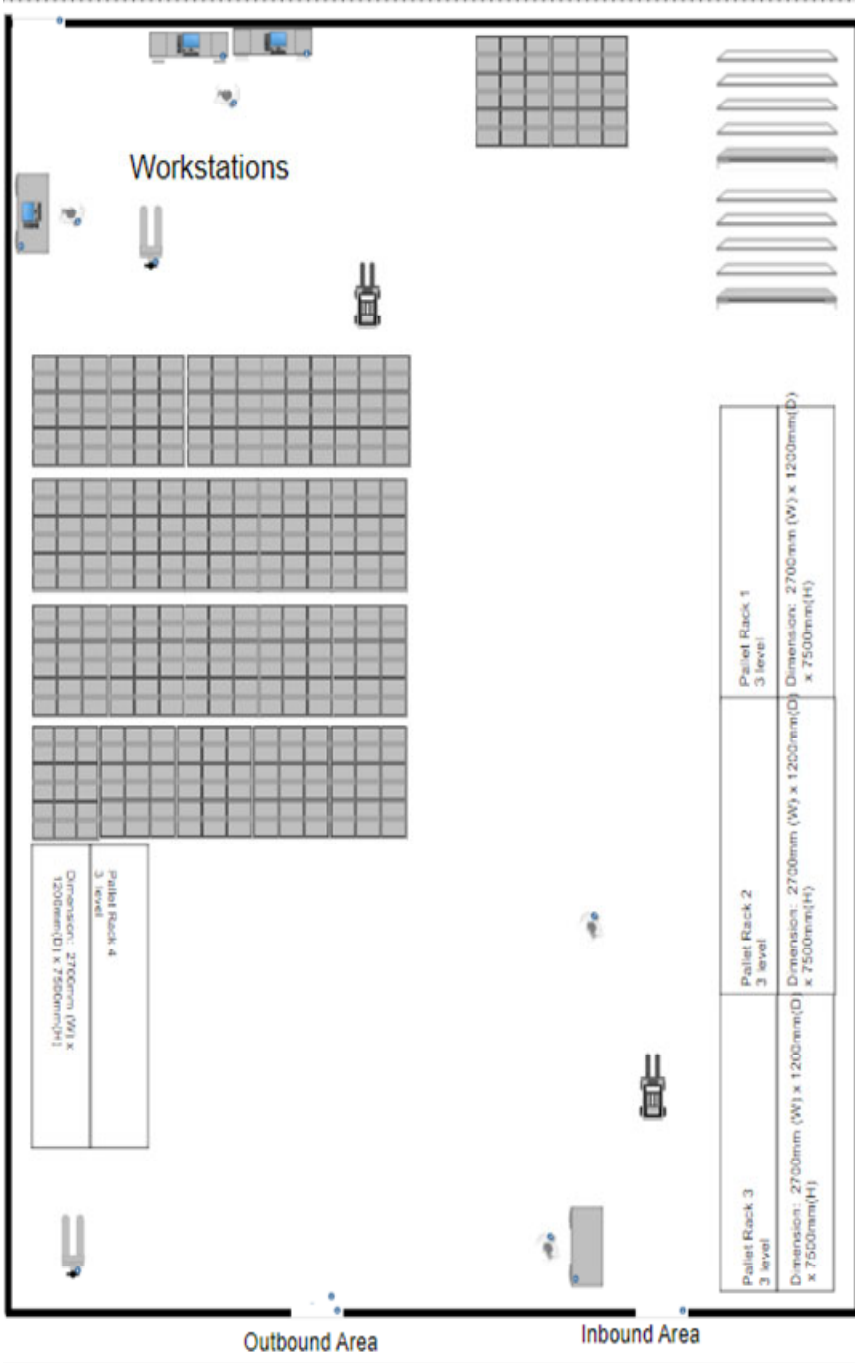 Workstations
Pallet Rack 1
3 level
Dimension: 2700mm (W) x 1200mm(D)
x 7500mm(H)
Pallet Rack 2
3 level
Dimension: 2700mm (W) x 1200mm(D)
x 7500mm(H)
Pallet Rack 3
3 level
Dimension: 2700mm (W) x 1200mm(D)
x 7500mm(H)
Pallet Rack 4
3 level
Dimension: 2700mm (W) x
1200mm(D) x 7500mm(H)
Outbound Area
Inbound Area